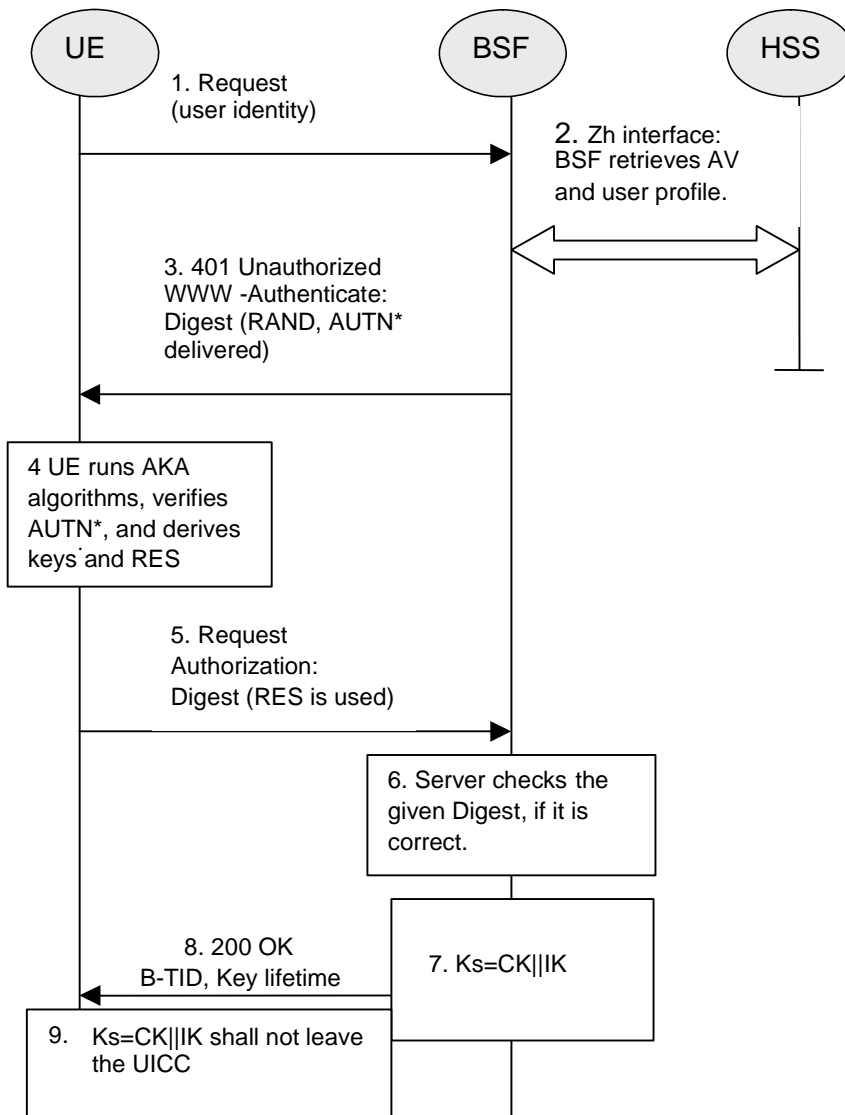 UE
BSF
HSS
1. Request
(user identity)
2. Zh interface:
BSF retrieves AV
and user profile.
3. 401 Unauthorized
WWW -Authenticate:
Digest (RAND, AUTN*
delivered)
4 UE runs AKA
algorithms, verifies
AUTN*, and derives
keys and RES
5. Request
Authorization:
Digest (RES is used)
6. Server checks the
given Digest, if it is
correct.
7. Ks=CK||IK
8. 200 OK
B-TID, Key lifetime
9. Ks=CK||IK shall not leave
the UICC